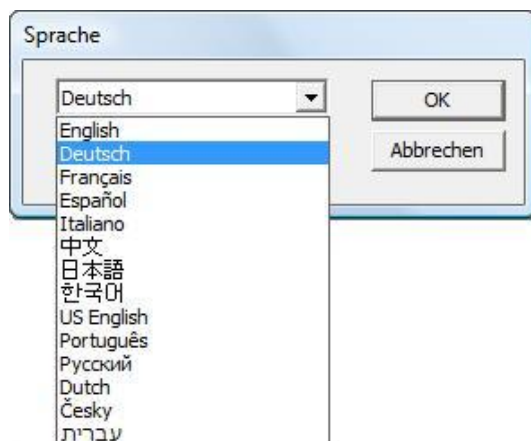 Sprache
Deutsch
OK
English
Deutsch
Abbrechen
Français
Español
Italiano
中文
日本語
한국어
US English
Português
Русский
Dutch
Česky
עברית